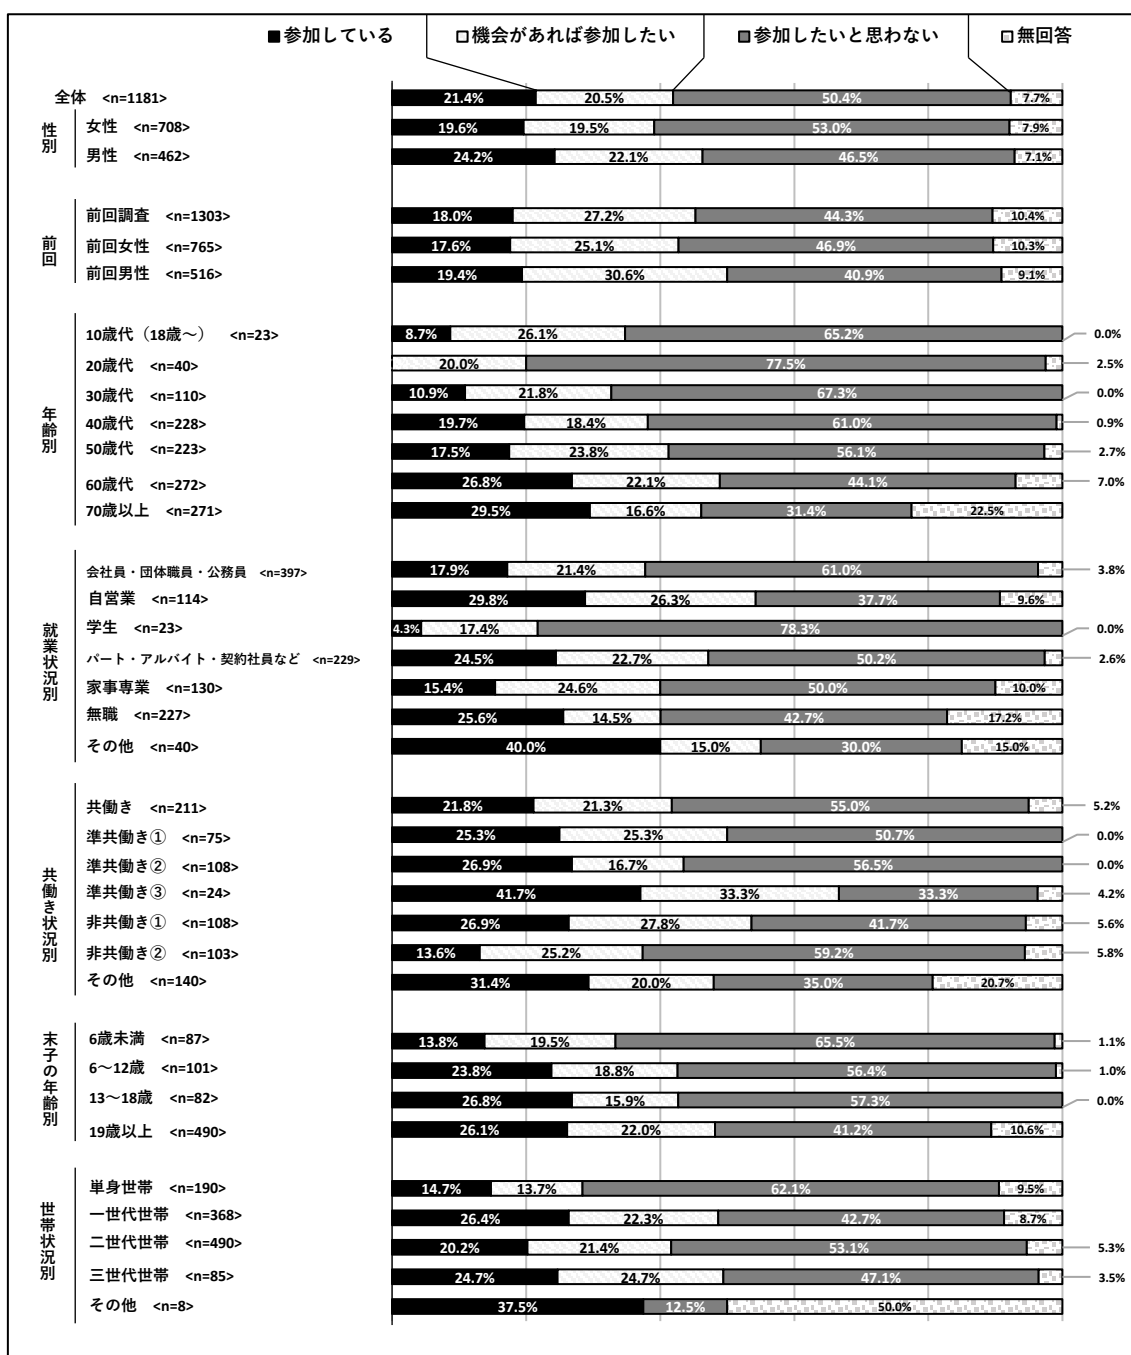 ■参加している　□機会があれば参加したい　■参加したいと思わない　□無回答
全体 <n=1181> 21.4% 20.5% 50.4% 7.7%
性別
女性 <n=708> 19.6% 19.5% 53.0% 7.9%
男性 <n=462> 24.2% 22.1% 46.5% 7.1%
前回
前回調査 <n=1303> 18.0% 27.2% 44.3% 10.4%
前回女性 <n=765> 17.6% 25.1% 46.9% 10.3%
前回男性 <n=516> 19.4% 30.6% 40.9% 9.1%
年齢別
10歳代（18歳～） <n=23> 8.7% 26.1% 65.2% 0.0%
20歳代 <n=40> 20.0% 77.5% 2.5%
30歳代 <n=110> 10.9% 21.8% 67.3% 0.0%
40歳代 <n=228> 19.7% 18.4% 61.0% 0.9%
50歳代 <n=223> 17.5% 23.8% 56.1% 2.7%
60歳代 <n=272> 26.8% 22.1% 44.1% 7.0%
70歳以上 <n=271> 29.5% 16.6% 31.4% 22.5%
就業状況別
会社員・団体職員・公務員 <n=397> 17.9% 21.4% 61.0% 3.8%
自営業 <n=114> 29.8% 26.3% 37.7% 9.6%
学生 <n=23> 4.3% 17.4% 78.3% 0.0%
パート・アルバイト・契約社員など <n=229> 24.5% 22.7% 50.2% 2.6%
家事専業 <n=130> 15.4% 24.6% 50.0% 10.0%
無職 <n=227> 25.6% 14.5% 42.7% 17.2%
その他 <n=40> 40.0% 15.0% 30.0% 15.0%
共働き状況別
共働き <n=211> 21.8% 21.3% 55.0% 5.2%
準共働き① <n=75> 25.3% 25.3% 50.7% 0.0%
準共働き② <n=108> 26.9% 16.7% 56.5% 0.0%
準共働き③ <n=24> 41.7% 33.3% 33.3% 4.2%
非共働き① <n=108> 26.9% 27.8% 41.7% 5.6%
非共働き② <n=103> 13.6% 25.2% 59.2% 5.8%
その他 <n=140> 31.4% 20.0% 35.0% 20.7%
末子の年齢別
6歳未満 <n=87> 13.8% 19.5% 65.5% 1.1%
6～12歳 <n=101> 23.8% 18.8% 56.4% 1.0%
13～18歳 <n=82> 26.8% 15.9% 57.3% 0.0%
19歳以上 <n=490> 26.1% 22.0% 41.2% 10.6%
世帯状況別
単身世帯 <n=190> 14.7% 13.7% 62.1% 9.5%
一世代世帯 <n=368> 26.4% 22.3% 42.7% 8.7%
二世代世帯 <n=490> 20.2% 21.4% 53.1% 5.3%
三世代世帯 <n=85> 24.7% 24.7% 47.1% 3.5%
その他 <n=8> 37.5% 12.5% 50.0%